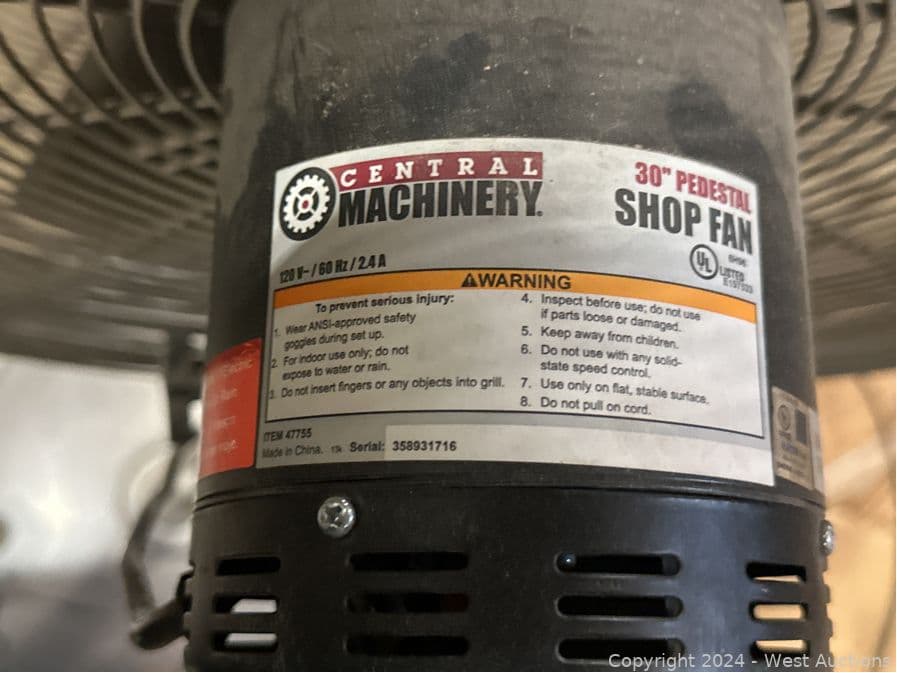 CENTRAL
MACHINERY.
30" PEDESTAL
SHOP FAN
120 V~ / 60 Hz / 2.4 A
UL
LISTED
WARNING
To prevent serious injury:
1. Wear ANSI-approved safety
goggles during set up.
2. For indoor use only; do not
expose to water or rain.
3. Do not insert fingers or any objects into grill.
4. Inspect before use; do not use
if parts loose or damaged.
5. Keep away from children.
6. Do not use with any solid-
state speed control.
7. Use only on flat, stable surface.
8. Do not pull on cord.
ITEM 47755
Made in China. Serial: 358931716
Electric
Copyright 2024 - West Auctions